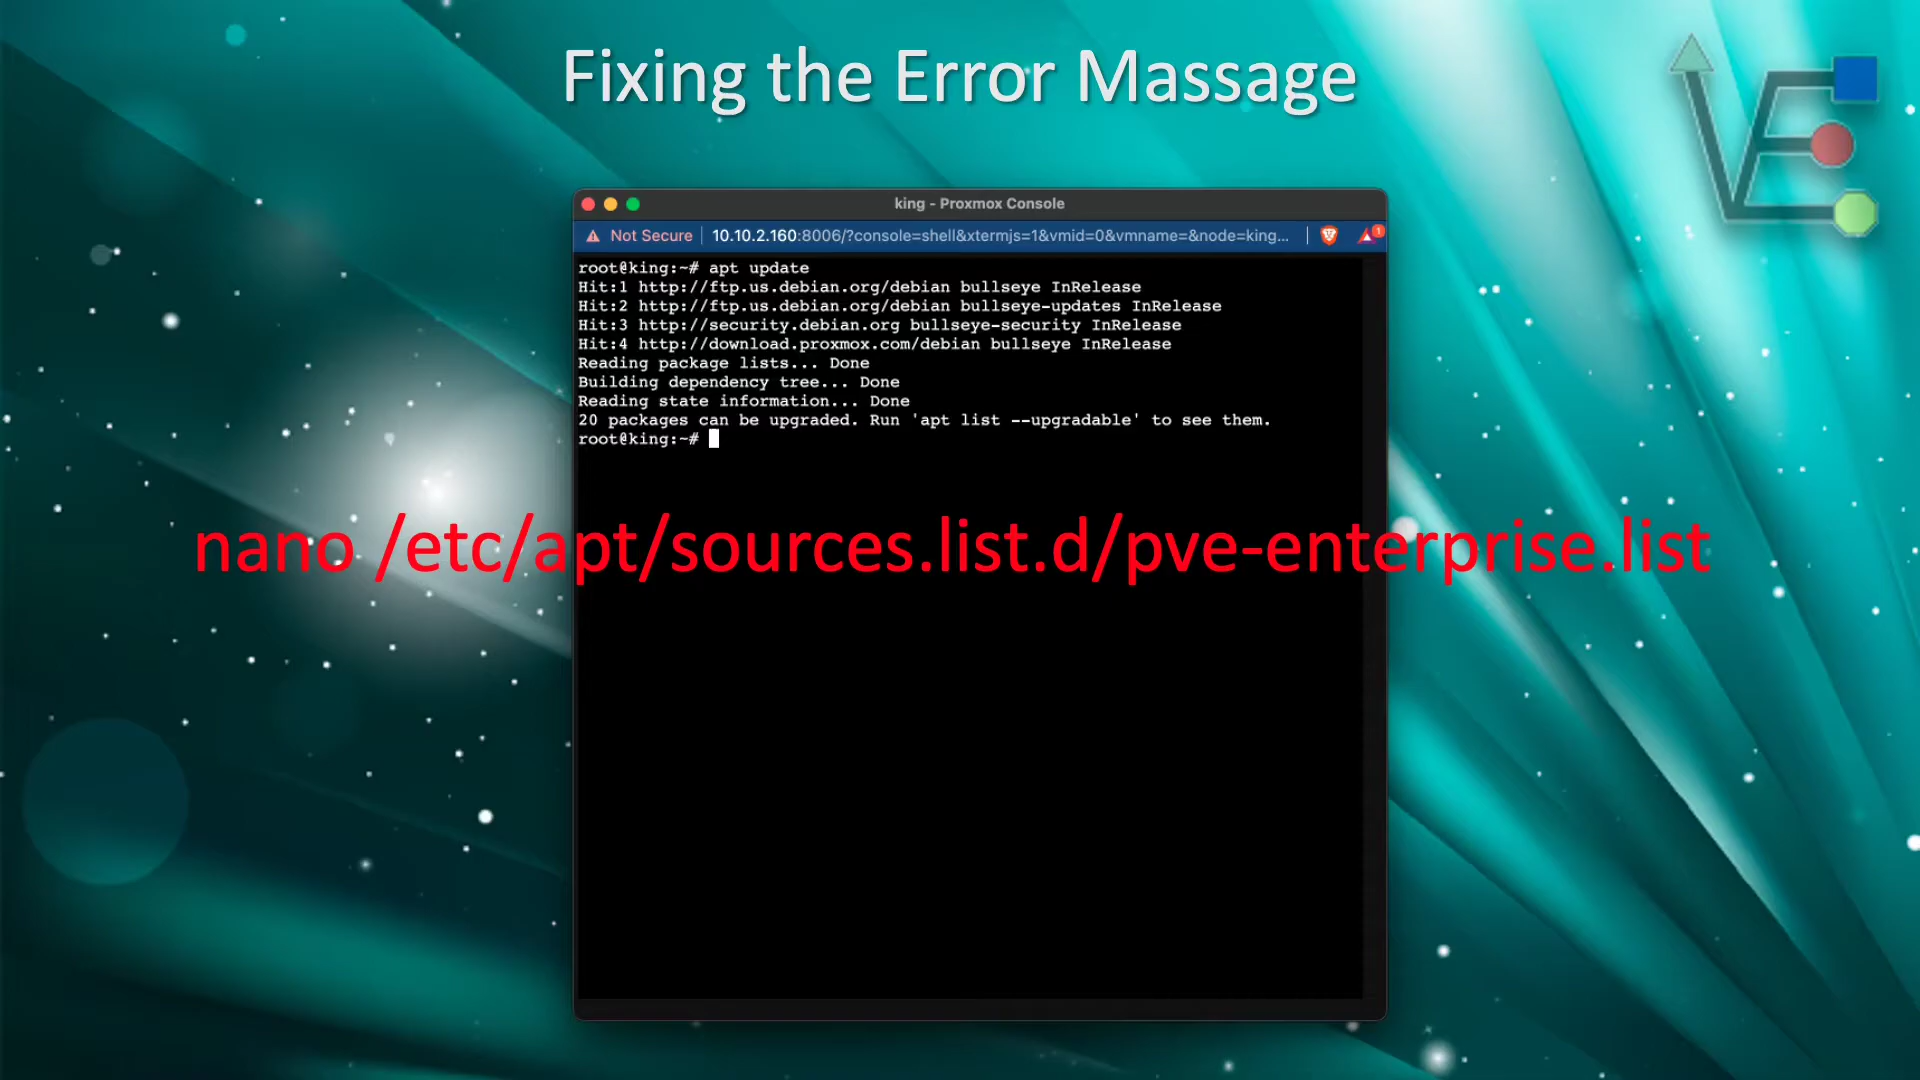 Fixing the Error Massage
king - Proxmox Console
Not Secure | 10.10.2.160:8006/?console=shell&xtermjs=1&vmid=0&vmname=&node=king...
1
root@king:~# apt update
Hit:1 http://ftp.us.debian.org/debian bullseye InRelease
Hit:2 http://ftp.us.debian.org/debian bullseye-updates InRelease
Hit:3 http://security.debian.org bullseye-security InRelease
Hit:4 http://download.proxmox.com/debian bullseye InRelease
Reading package lists... Done
Building dependency tree... Done
Reading state information... Done
20 packages can be upgraded. Run 'apt list --upgradable' to see them.
root@king:~#
nano /etc/apt/sources.list.d/pve-enterprise.list